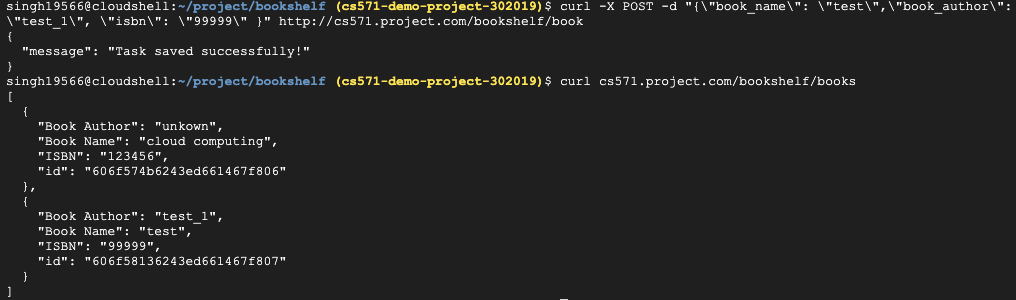 singh19566@cloudshell:~/project/bookshelf (cs571-demo-project-302019)$ curl -X POST -d "{\"book_name\": \"test\",\"book_author\":
\"test_1\", \"isbn\": \"99999\" }" http://cs571.project.com/bookshelf/book
{
  "message": "Task saved successfully!"
}
singh19566@cloudshell:~/project/bookshelf (cs571-demo-project-302019)$ curl cs571.project.com/bookshelf/books
[
  {
    "Book Author": "unkown",
    "Book Name": "cloud computing",
    "ISBN": "123456",
    "id": "606f574b6243ed661467f806"
  },
  {
    "Book Author": "test_1",
    "Book Name": "test",
    "ISBN": "99999",
    "id": "606f58136243ed661467f807"
  }
]